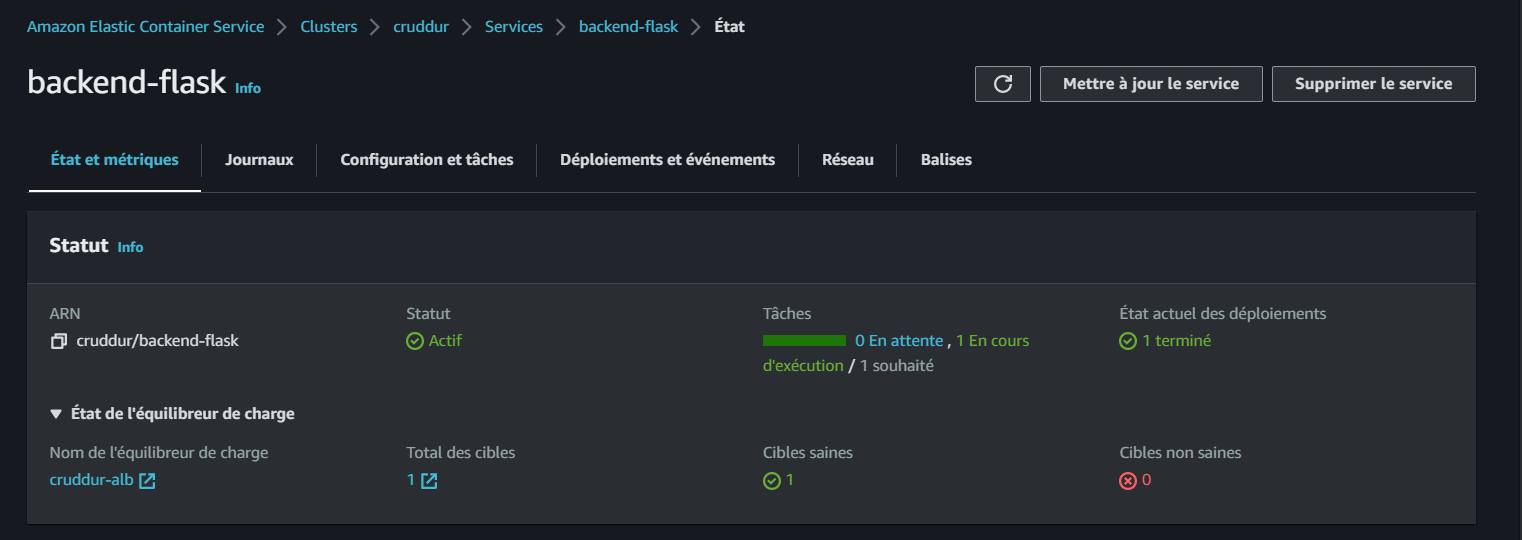 Amazon Elastic Container Service > Clusters > cruddur > Services > backend-flask > État
backend-flask Info
Mettre à jour le service Supprimer le service
État et métriques Journaux Configuration et tâches Déploiements et événements Réseau Balises
Statut Info
ARN Statut Tâches État actuel des déploiements
cruddur/backend-flask Actif 0 En attente , 1 En cours 1 terminé
d'exécution / 1 souhaité
État de l'équilibreur de charge
Nom de l'équilibreur de charge Total des cibles Cibles saines Cibles non saines
cruddur-alb 1 1 0